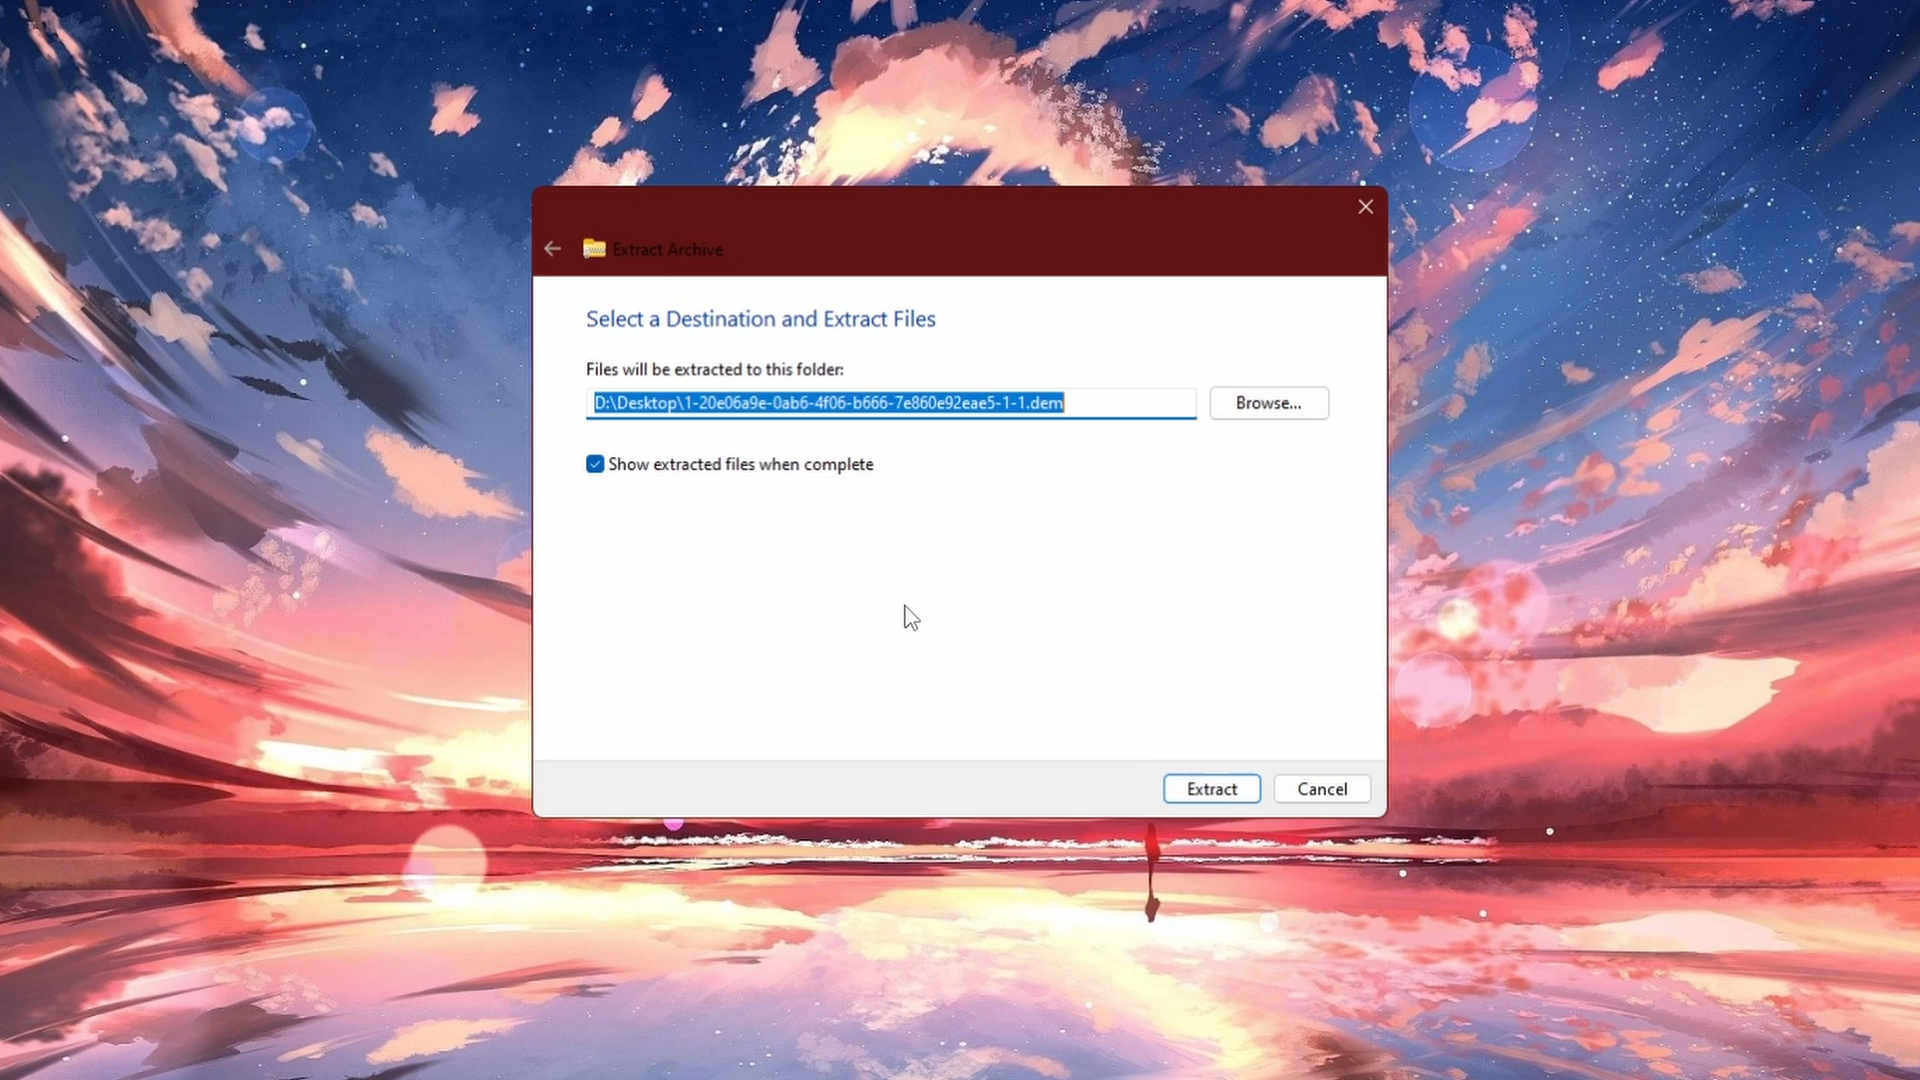 Extract Archive
Select a Destination and Extract Files
Files will be extracted to this folder:
D:\Desktop\1-20e06a9e-0ab6-4f06-b666-7e860e92eae5-1-1.dem
Browse...
Show extracted files when complete
Extract
Cancel